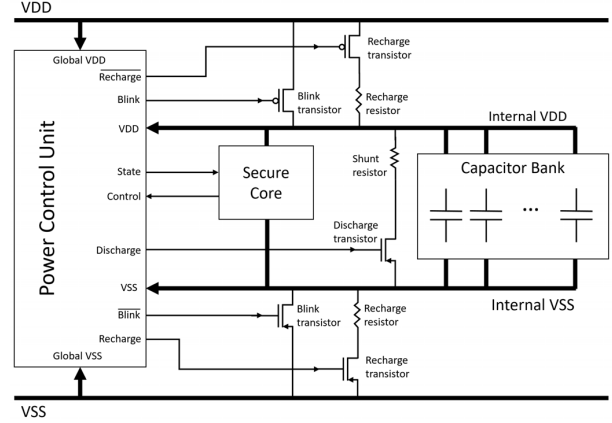 VDD
Global VDD
Recharge
Blink
VDD
State
Control
Discharge
VSS
Blink
Recharge
Global VSS
Power Control Unit
Recharge
transistor
Blink
transistor
Recharge
resistor
Internal VDD
Secure
Core
Shunt
resistor
Capacitor Bank
...
Discharge
transistor
Internal VSS
Blink
transistor
Recharge
resistor
Recharge
transistor
VSS